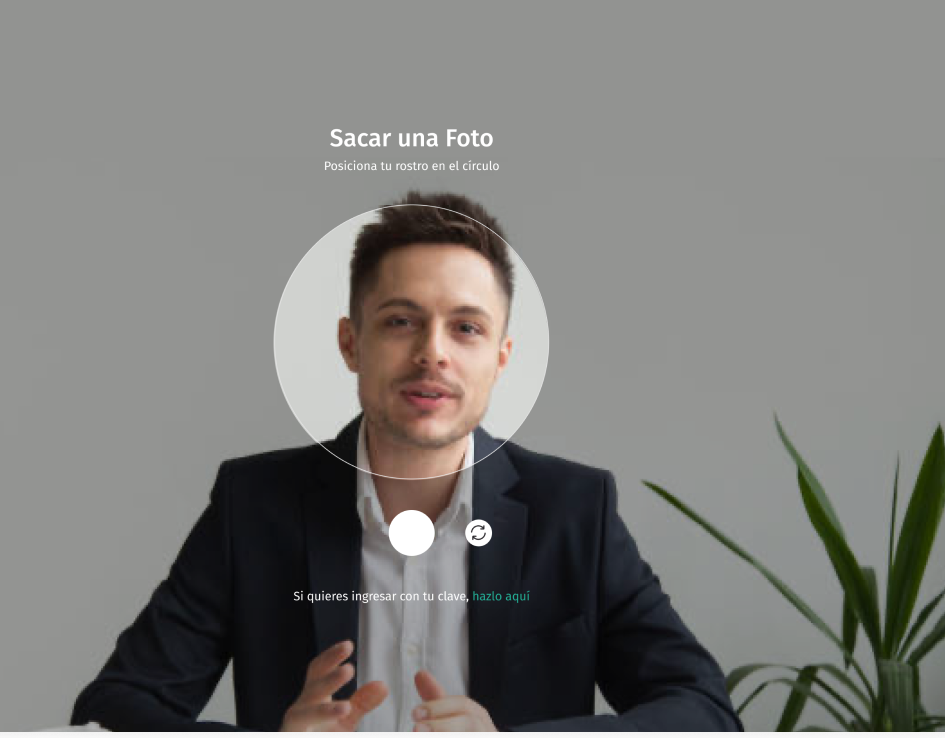 Sacar una Foto
Posiciona tu rostro en el círculo
Si quieres ingresar con tu clave, hazlo aquí